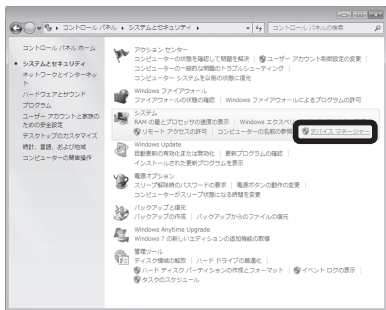 コントロール パネル ▸ システムとセキュリティ ▸
コントロール パネルの検索
コントロール パネル ホーム
システムとセキュリティ
ネットワークとインターネッ
ト
ハードウェアとサウンド
プログラム
ユーザー アカウントと家族の
ための安全設定
デスクトップのカスタマイズ
時計、言語、および地域
コンピューターの簡単操作
アクション センター
コンピューターの状態を確認して問題を解決 | ユーザー アカウント制御設定の変更 |
コンピューターの一般的な問題のトラブルシューティング |
コンピューター システムを以前の状態に復元
Windows ファイアウォール
ファイアウォールの状態の確認 | Windows ファイアウォールによるプログラムの許可
システム
RAM の量とプロセッサの速度の表示 | Windows エクスペリ
リモート アクセスの許可 | コンピューターの名前の参照 デバイス マネージャー
Windows Update
自動更新の有効化または無効化 | 更新プログラムの確認 |
インストールされた更新プログラムを表示
電源オプション
スリープ解除時のパスワードの要求 | 電源ボタンの動作の変更 |
コンピューターがスリープ状態になる時間を変更
バックアップと復元
バックアップの作成 | バックアップからのファイルの復元
Windows Anytime Upgrade
Windows 7 の新しいエディションの追加機能の取得
管理ツール
ディスク領域の解放 | ハード ドライブの最適化 |
ハード ディスク パーティションの作成とフォーマット | イベント ログの表示 |
タスクのスケジュール